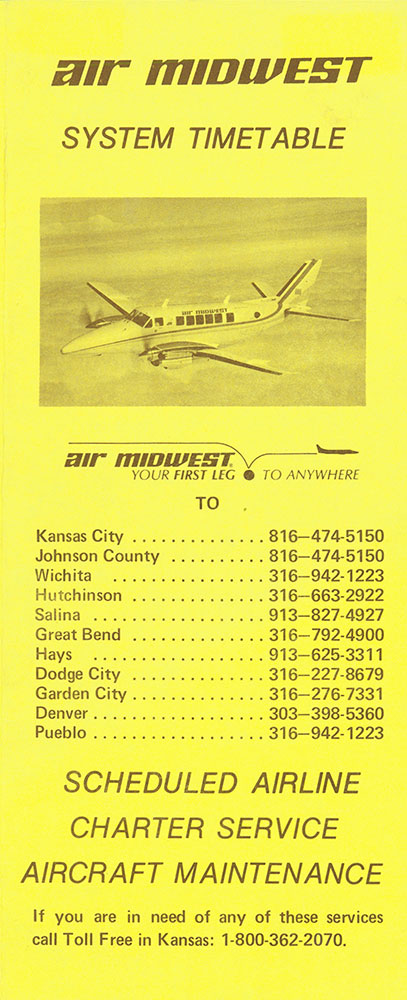 air midwest
SYSTEM TIMETABLE
air midwest
air midwest
YOUR FIRST LEG TO ANYWHERE
TO
Kansas City . . . . . . . . . . . . . . 816—474-5150
Johnson County . . . . . . . . . . 816—474-5150
Wichita . . . . . . . . . . . . . . . . 316—942-1223
Hutchinson . . . . . . . . . . . . . 316—663-2922
Salina . . . . . . . . . . . . . . . . . . 913—827-4927
Great Bend . . . . . . . . . . . . . . 316—792-4900
Hays . . . . . . . . . . . . . . . . . . 913—625-3311
Dodge City . . . . . . . . . . . . . . 316—227-8679
Garden City . . . . . . . . . . . . . . 316—276-7331
Denver . . . . . . . . . . . . . . . . . . 303—398-5360
Pueblo . . . . . . . . . . . . . . . . . . 316—942-1223
SCHEDULED AIRLINE
CHARTER SERVICE
AIRCRAFT MAINTENANCE
If you are in need of any of these services
call Toll Free in Kansas: 1-800-362-2070.